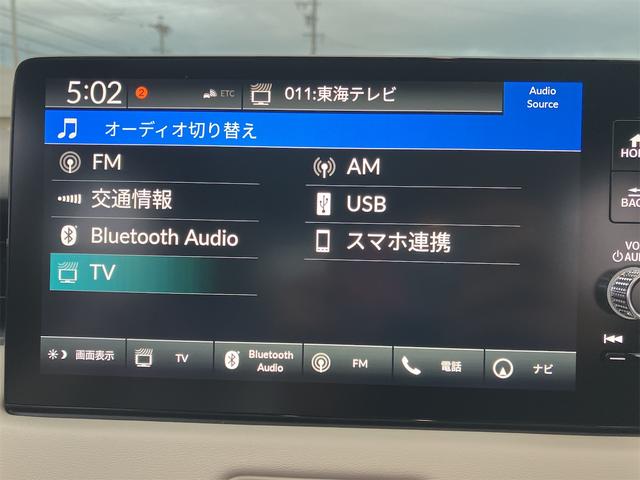 5:02 2 ETC 011:東海テレビ Audio Source
オーディオ切り替え
FM
AM
交通情報
USB
Bluetooth Audio
スマホ連携
TV
画面表示 TV Bluetooth Audio FM 電話 ナビ